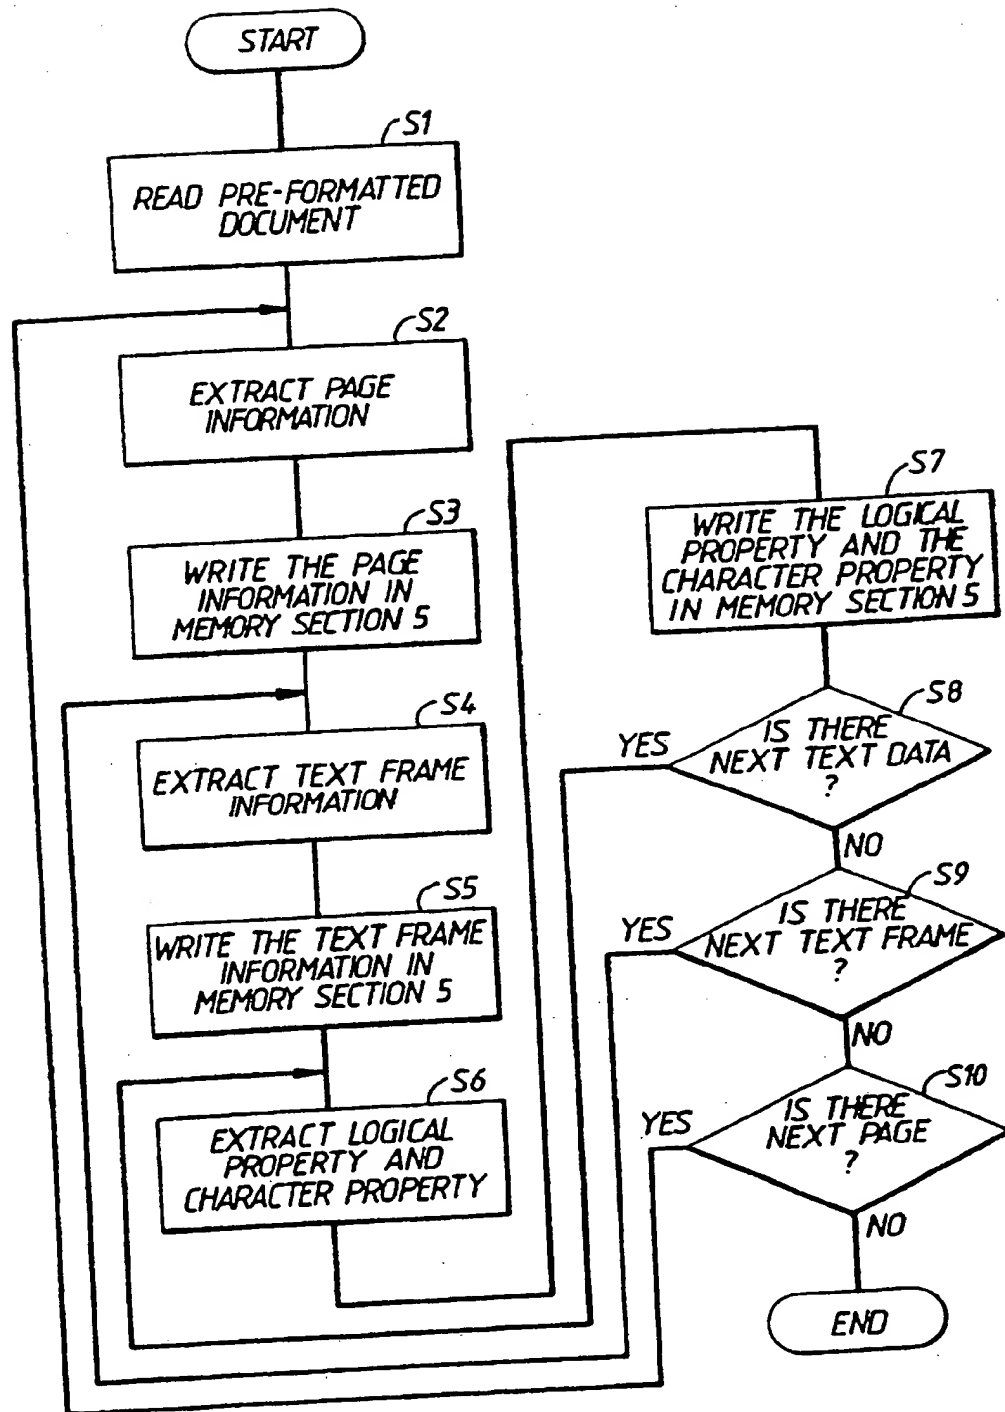 START
S1
READ PRE-FORMATTED
DOCUMENT
S2
EXTRACT PAGE
INFORMATION
S3
WRITE THE PAGE
INFORMATION IN
MEMORY SECTION 5
S4
EXTRACT TEXT FRAME
INFORMATION
S5
WRITE THE TEXT FRAME
INFORMATION IN
MEMORY SECTION 5
S6
EXTRACT LOGICAL
PROPERTY AND
CHARACTER PROPERTY
S7
WRITE THE LOGICAL
PROPERTY AND THE
CHARACTER PROPERTY
IN MEMORY SECTION 5
S8
IS THERE
NEXT TEXT DATA
?
YES
NO
S9
IS THERE
NEXT TEXT FRAME
?
YES
NO
S10
IS THERE
NEXT PAGE
?
YES
NO
END